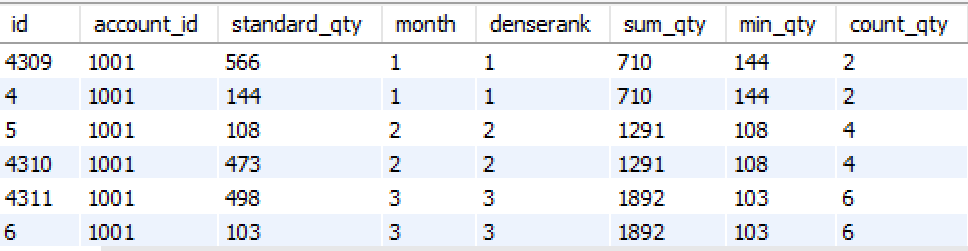 id account_id standard_qty month denserank sum_qty min_qty count_qty
4309 1001 566 1 1 710 144 2
4 1001 144 1 1 710 144 2
5 1001 108 2 2 1291 108 4
4310 1001 473 2 2 1291 108 4
4311 1001 498 3 3 1892 103 6
6 1001 103 3 3 1892 103 6